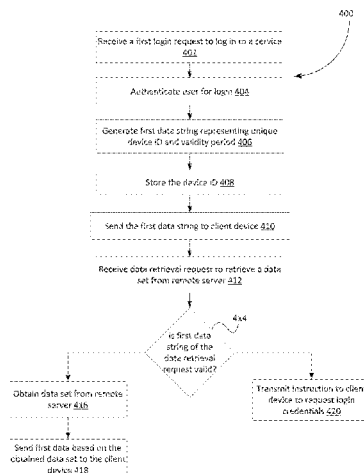 400
Receive a first login request to log in to a service
402
Authenticate user for login 404
Generate first data string representing unique
device ID and validity period 406
Store the device ID 408
Send the first data string to client device 410
Receive data retrieval request to retrieve a data
set from remote server 412
414
Is first data
string of the
data retrieval
request valid?
Obtain data set from remote
server 416
Transmit instruction to client
device to request login
credentials 420
Send first data based on the
obtained data set to the client
device 418